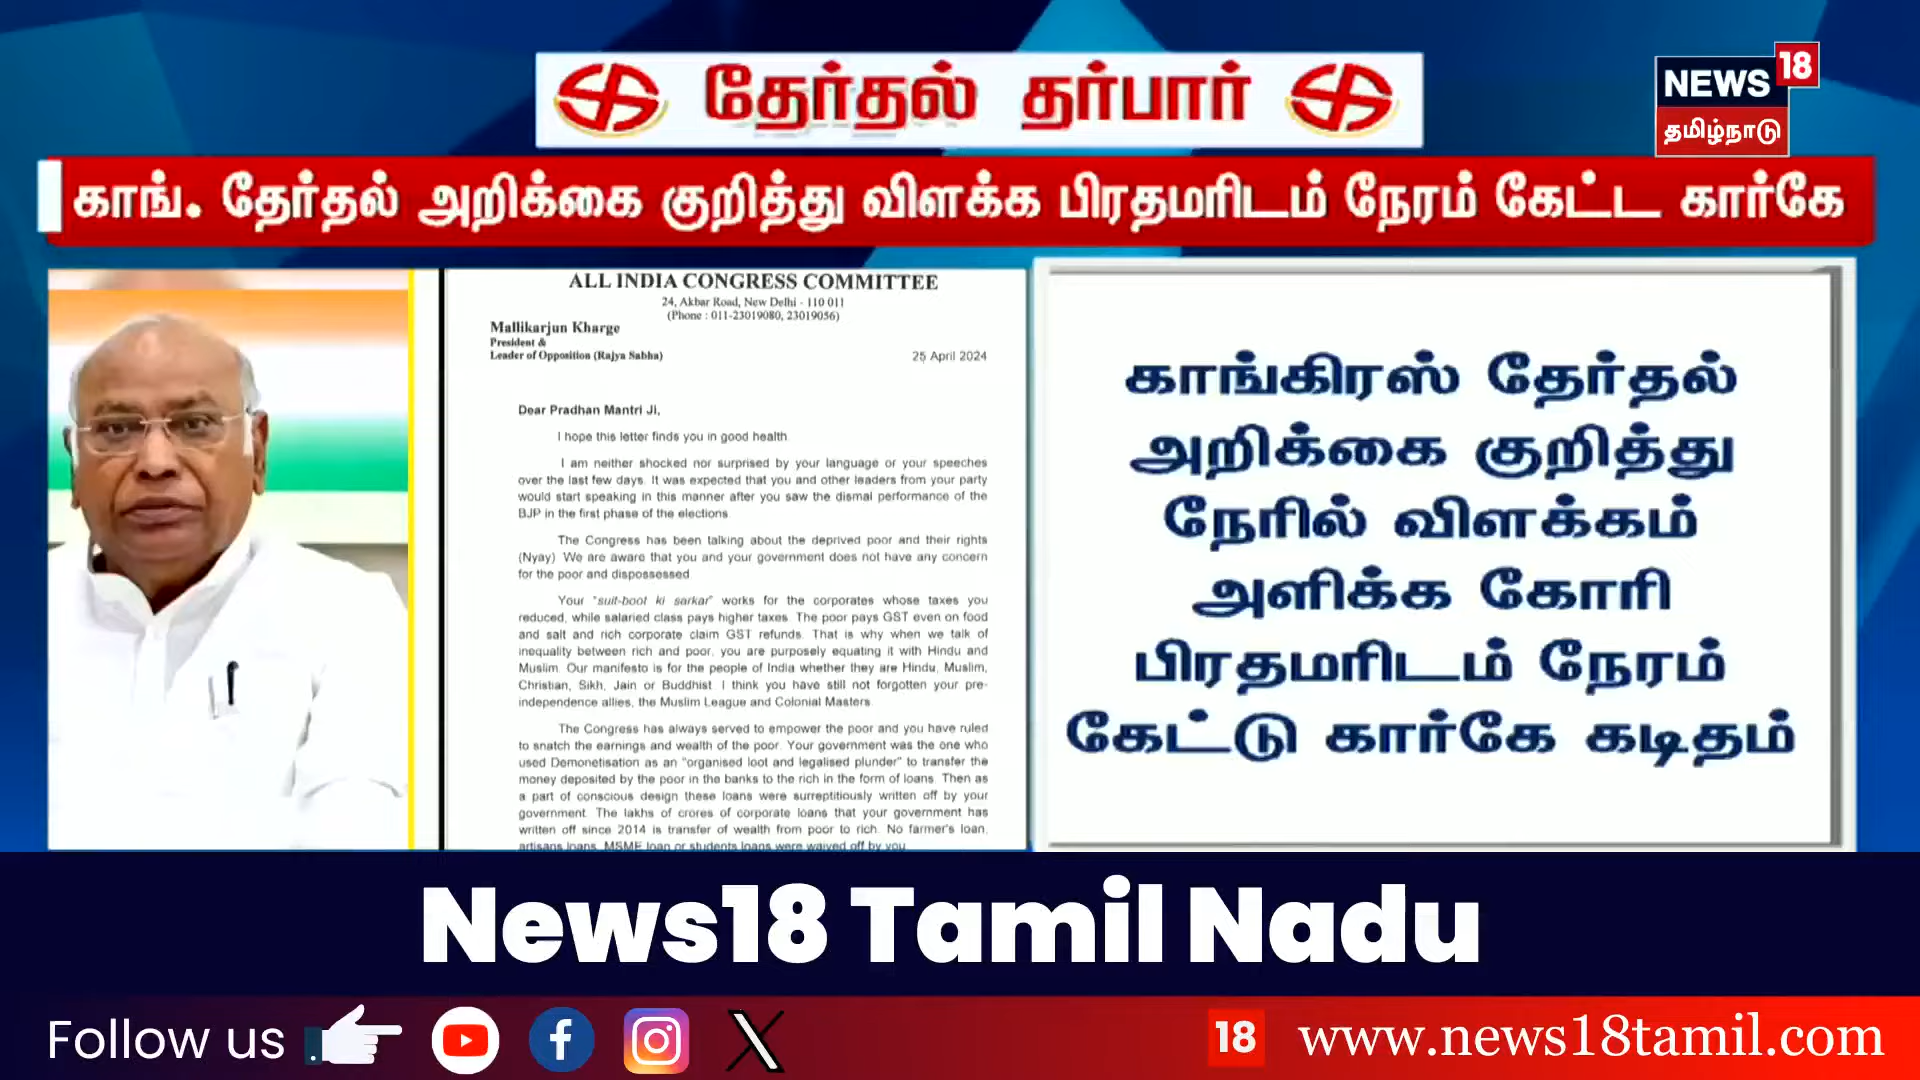 தேர்தல் தர்பார்
NEWS 18
தமிழ்நாடு
காங். தேர்தல் அறிக்கை குறித்து விளக்க பிரதமரிடம் நேரம் கேட்ட கார்கே
ALL INDIA CONGRESS COMMITTEE
24, Akbar Road, New Delhi - 110 011
(Phone : 011-23019080, 23019056)
Mallikarjun Kharge
President &
Leader of Opposition (Rajya Sabha)
25 April 2024
Dear Pradhan Mantri Ji,
I hope this letter finds you in good health
I am neither shocked nor surprised by your language or your speeches
over the last few days. It was expected that you and other leaders from your party
would start speaking in this manner after you saw the dismal performance of the
BJP in the first phase of the elections.
The Congress has been talking about the deprived poor and their rights
(Nyay). We are aware that you and your government does not have any concern
for the poor and dispossessed.
Your "suit-boot ki sarkar" works for the corporates whose taxes you
reduced, while salaried class pays higher taxes. The poor pays GST even on food
and salt and rich corporate claim GST refunds. That is why when we talk of
inequality between rich and poor, you are purposely equating it with Hindu and
Muslim. Our manifesto is for the people of India whether they are Hindu, Muslim,
Christian, Sikh, Jain or Buddhist. I think you have still not forgotten your pre-
independence allies, the Muslim League and Colonial Masters.
The Congress has always served to empower the poor and you have ruled
to snatch the earnings and wealth of the poor. Your government was the one who
used Demonetisation as an "organised loot and legalised plunder" to transfer the
money deposited by the poor in the banks to the rich in the form of loans. Then as
a part of conscious design these loans were surreptitiously written off by your
government. The lakhs of crores of corporate loans that your government has
written off since 2014 is transfer of wealth from poor to rich. No farmer's loan,
artisans loans, MSME loan or students loans were waived off by you
காங்கிரஸ் தேர்தல்
அறிக்கை குறித்து
நேரில் விளக்கம்
அளிக்க கோரி
பிரதமரிடம் நேரம்
கேட்டு கார்கே கடிதம்
News18 Tamil Nadu
Follow us
18 www.news18tamil.com